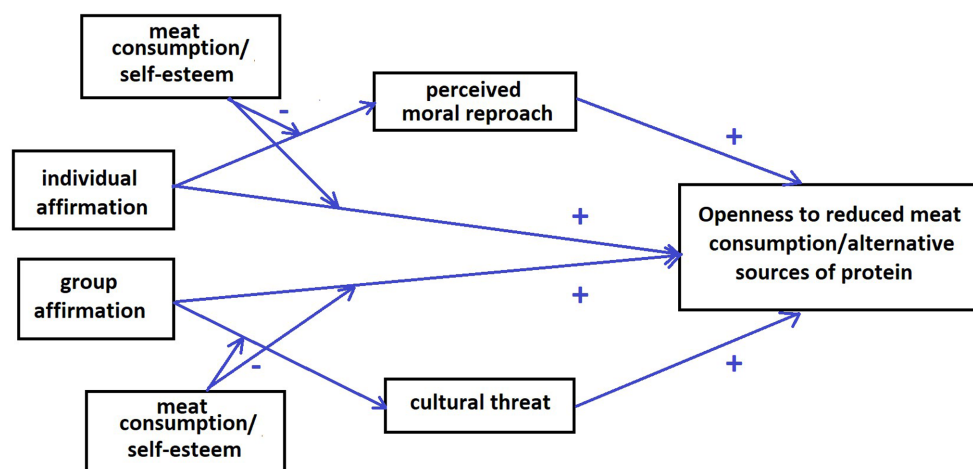 meat
consumption/
self-esteem
-
perceived
moral reproach
+
individual
affirmation
+
Openness to reduced meat
consumption/alternative
sources of protein
group
affirmation
+
-
+
meat
consumption/
self-esteem
cultural threat